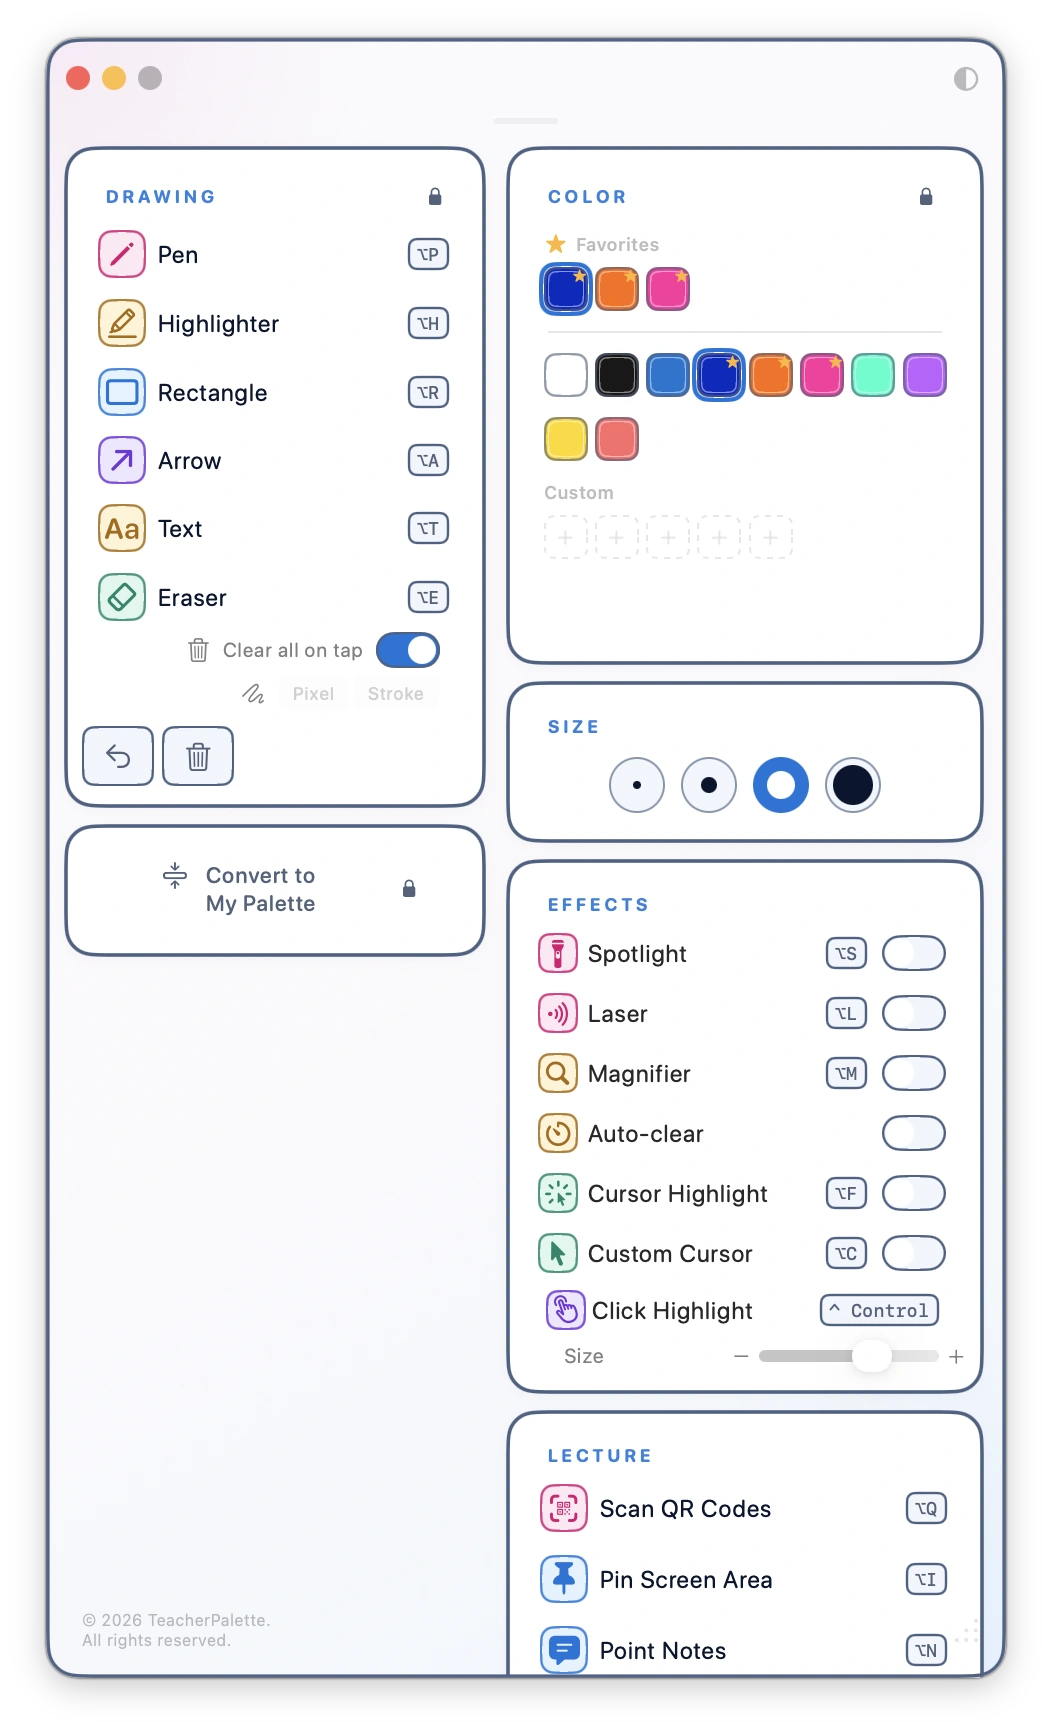 DRAWING
Pen ⌥P
Highlighter ⌥H
Rectangle ⌥R
Arrow ⌥A
Aa Text ⌥T
Eraser ⌥E
Clear all on tap
Pixel Stroke
Convert to
My Palette
© 2026 TeacherPalette.
All rights reserved.
COLOR
Favorites
Custom
SIZE
EFFECTS
Spotlight ⌥S
Laser ⌥L
Magnifier ⌥M
Auto-clear
Cursor Highlight ⌥F
Custom Cursor ⌥C
Click Highlight ^ Control
Size − +
LECTURE
Scan QR Codes ⌥Q
Pin Screen Area ⌥I
Point Notes ⌥N